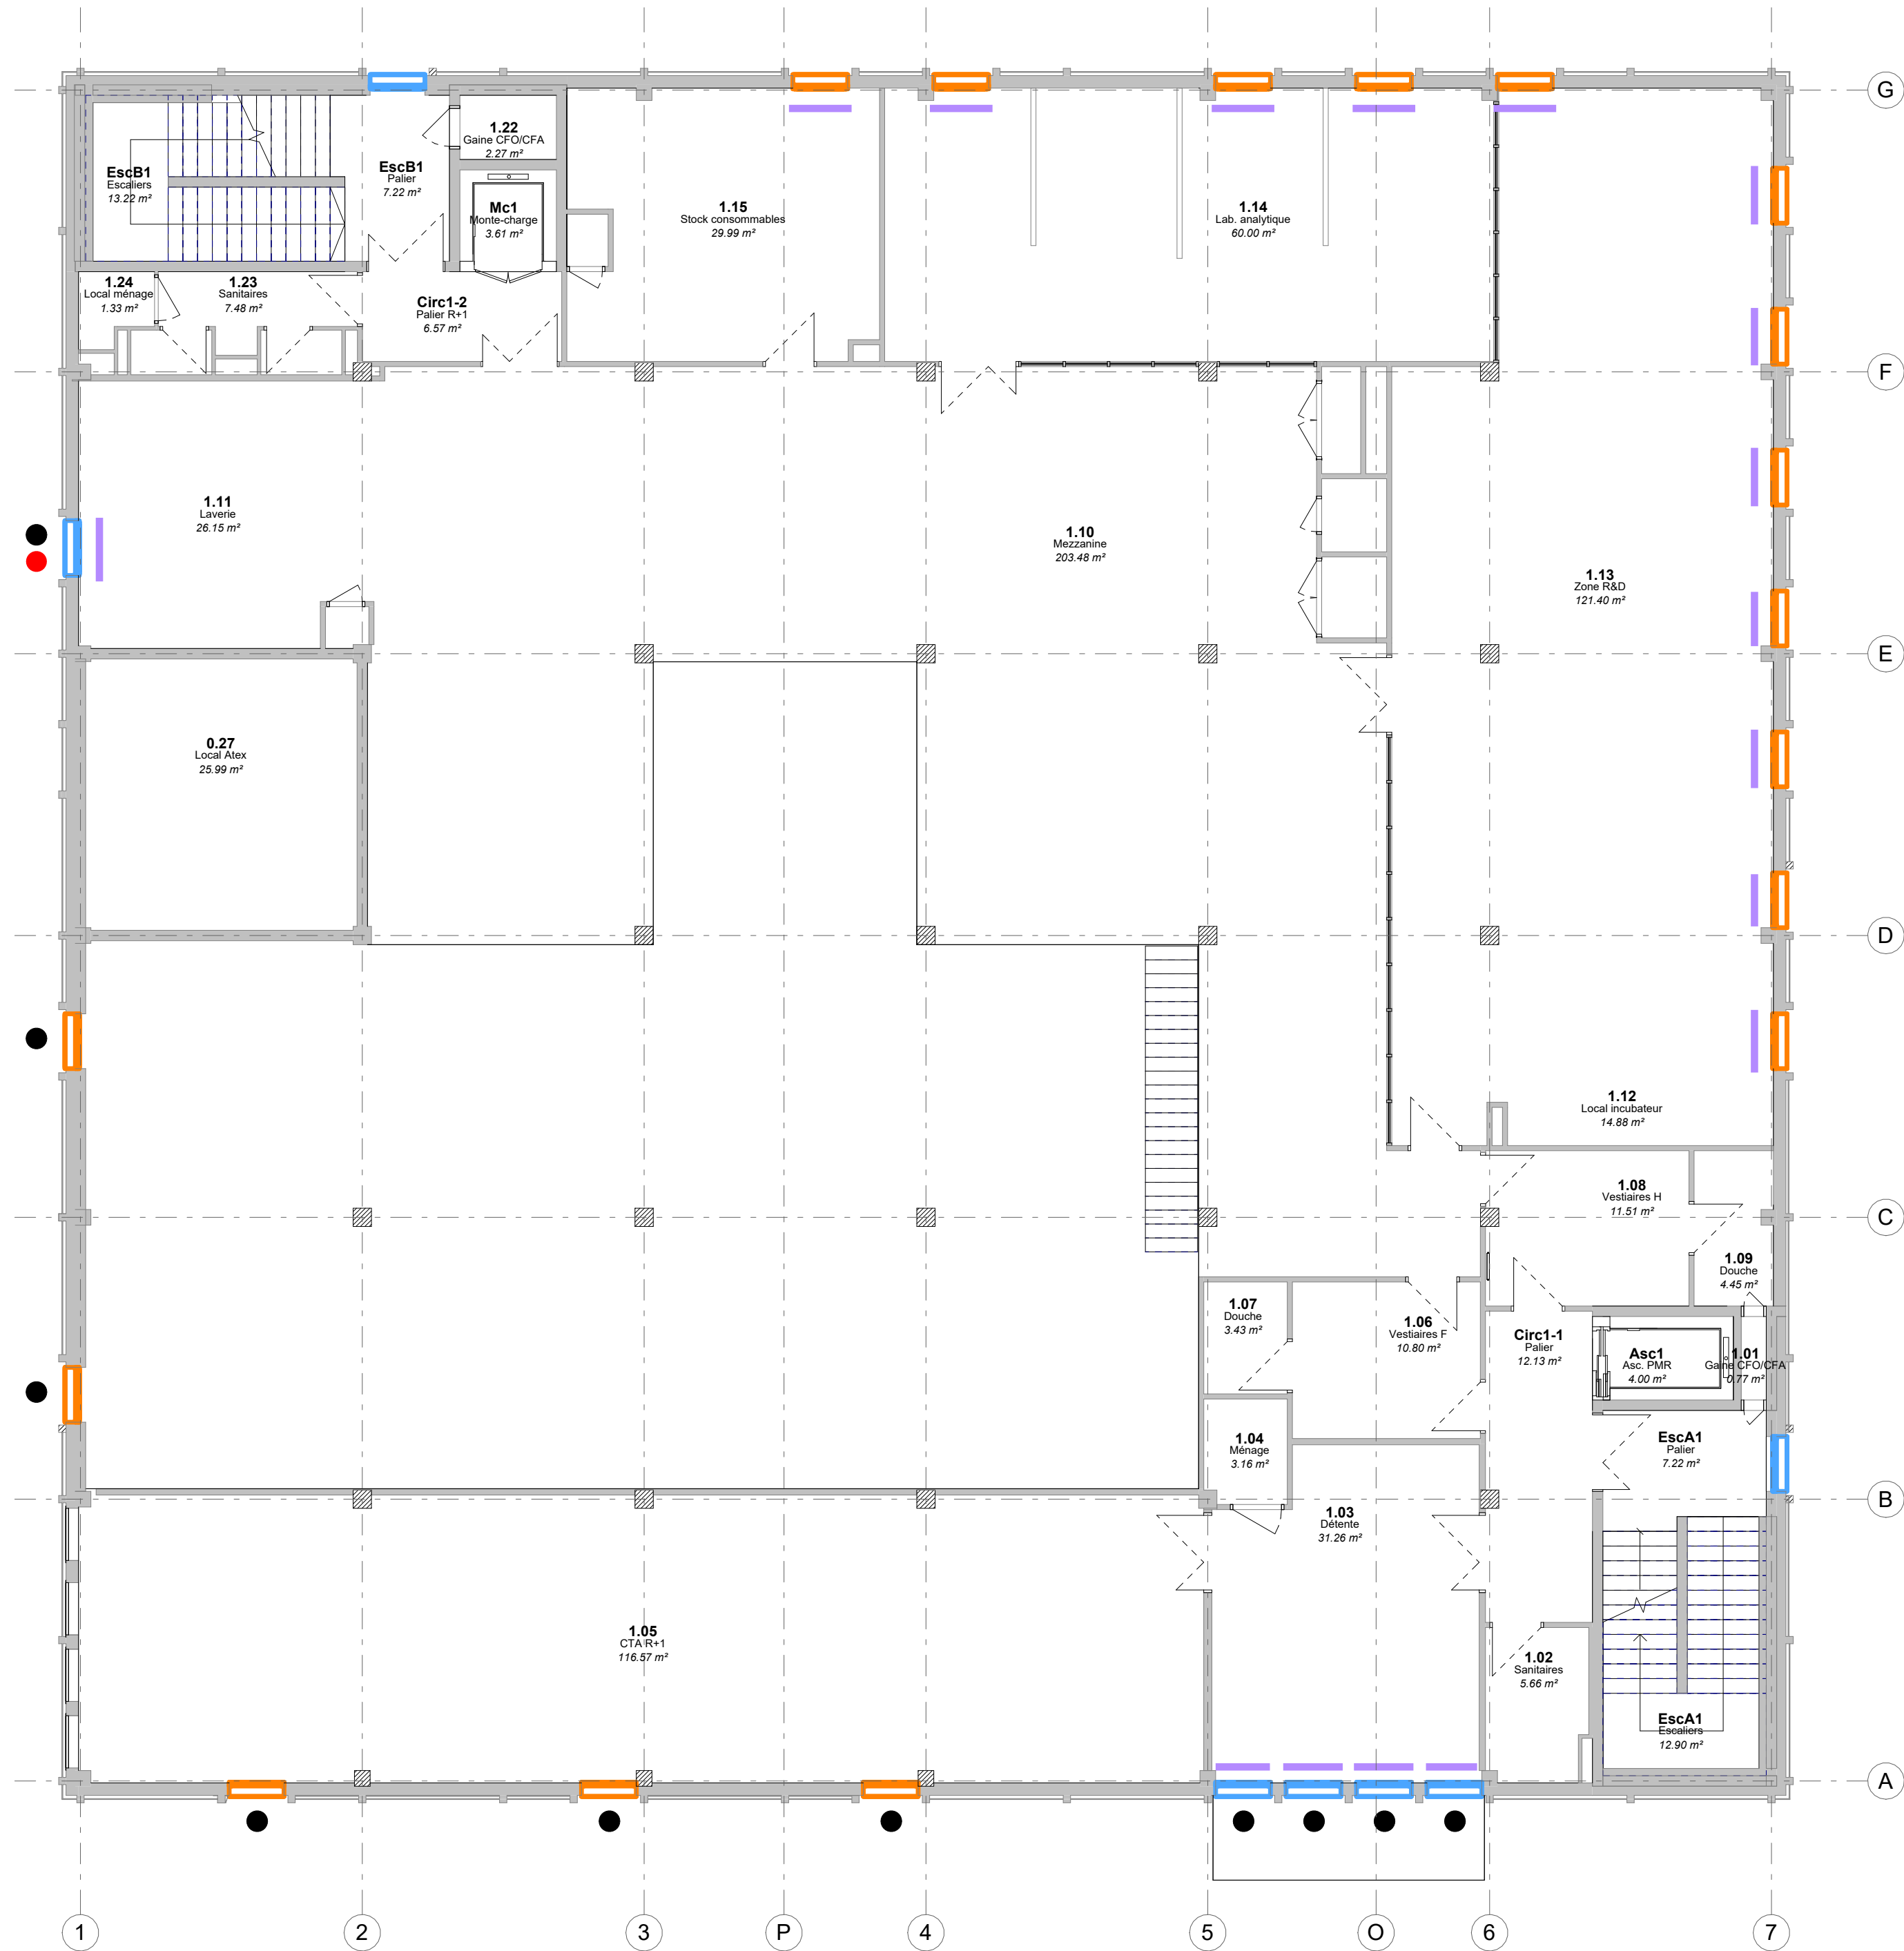 G
1.22
Gaine CFO/CFA
2.27 m²
EscB1
Escaliers
13.22 m²
EscB1
Palier
7.22 m²
Mc1
Monte-charge
3.61 m²
1.15
Stock consommables
29.99 m²
1.14
Lab. analytique
60.00 m²
1.24
Local ménage
1.33 m²
1.23
Sanitaires
7.48 m²
Circ1-2
Palier R+1
6.57 m²
F
1.11
Laverie
26.15 m²
1.10
Mezzanine
203.48 m²
1.13
Zone R&D
121.40 m²
E
0.27
Local Atex
25.99 m²
D
1.12
Local incubateur
14.88 m²
1.08
Vestiaires H
11.51 m²
C
1.09
Douche
4.45 m²
1.07
Douche
3.43 m²
1.06
Vestiaires F
10.80 m²
Circ1-1
Palier
12.13 m²
Asc1
Asc. PMR
4.00 m²
1.01
Gaine CFO/CFA
0.77 m²
1.04
Ménage
3.16 m²
EscA1
Palier
7.22 m²
B
1.03
Détente
31.26 m²
1.05
CTA R+1
116.57 m²
1.02
Sanitaires
5.66 m²
EscA1
Escaliers
12.90 m²
A
1
2
3
P
4
5
O
6
7